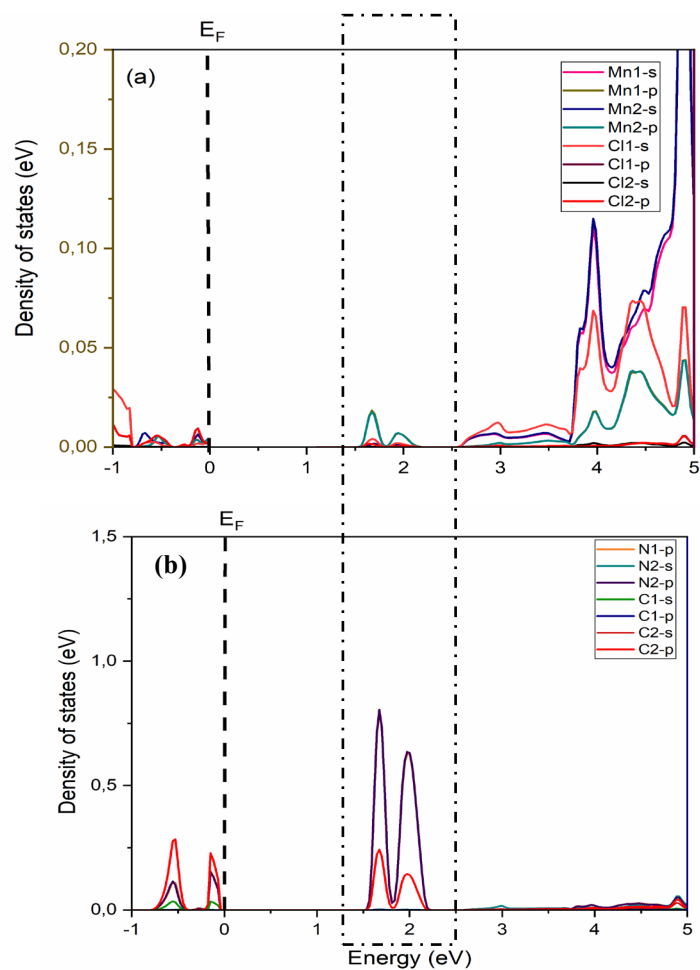 E_F
(a)
0,20
0,15
0,10
0,05
0,00
Density of states (eV)
Mn1-s
Mn1-p
Mn2-s
Mn2-p
Cl1-s
Cl1-p
Cl2-s
Cl2-p
-1 0 1 2 3 4 5
E_F
(b)
1,5
1,0
0,5
0,0
Density of states (eV)
N1-p
N2-s
N2-p
C1-s
C1-p
C2-s
C2-p
-1 0 1 2 3 4 5
Energy (eV)